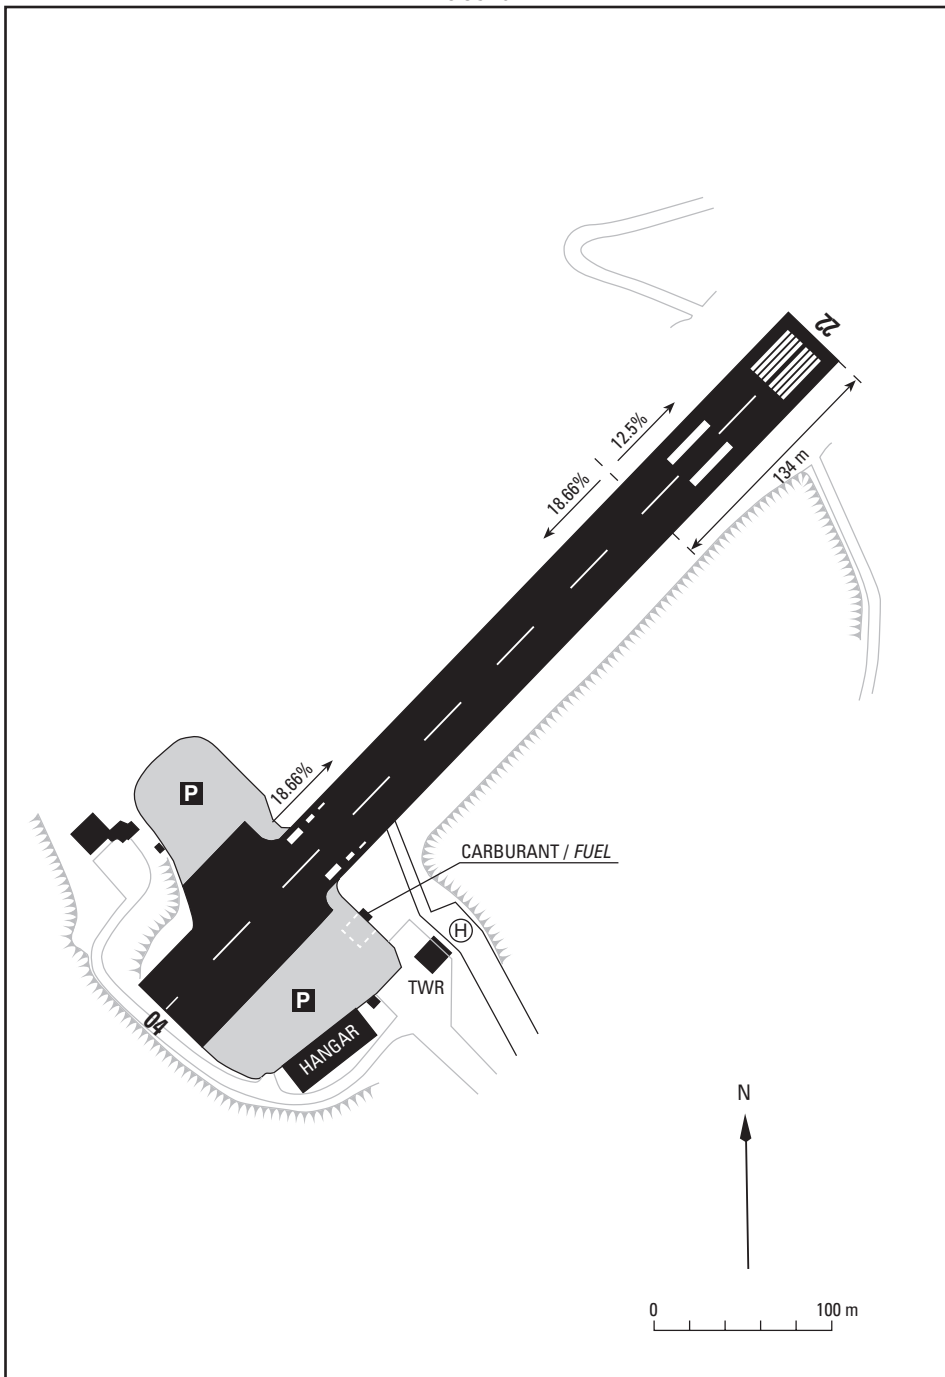 22
12.5%
18.66%
134 m
18.66%
P
CARBURANT / FUEL
H
TWR
P
04
HANGAR
N
0 100 m